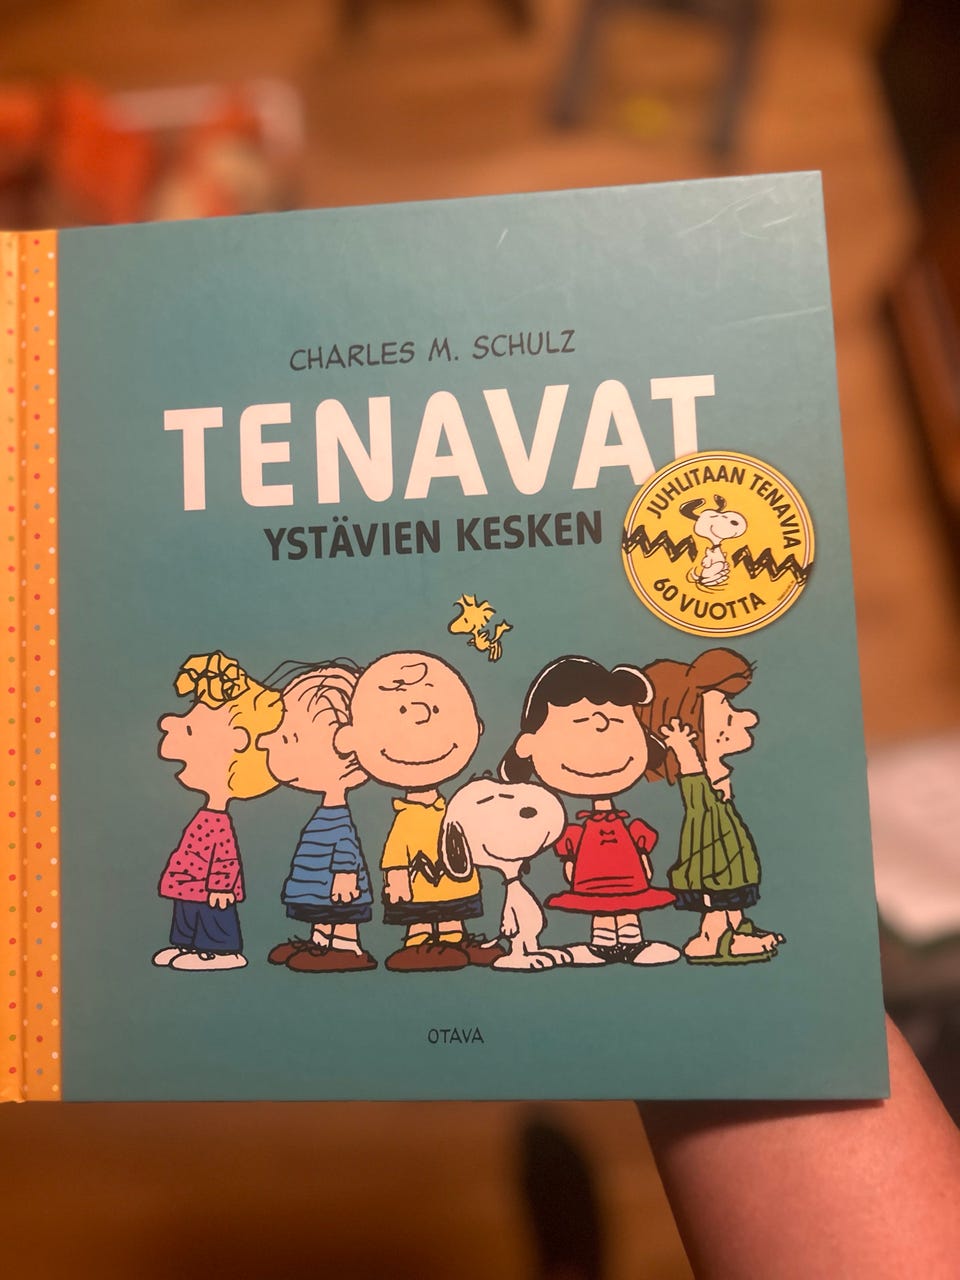 CHARLES M. SCHULZ
TENAVAT
YSTÄVIEN KESKEN
JUHLITAAN TENAVIA
60 VUOTTA
OTAVA